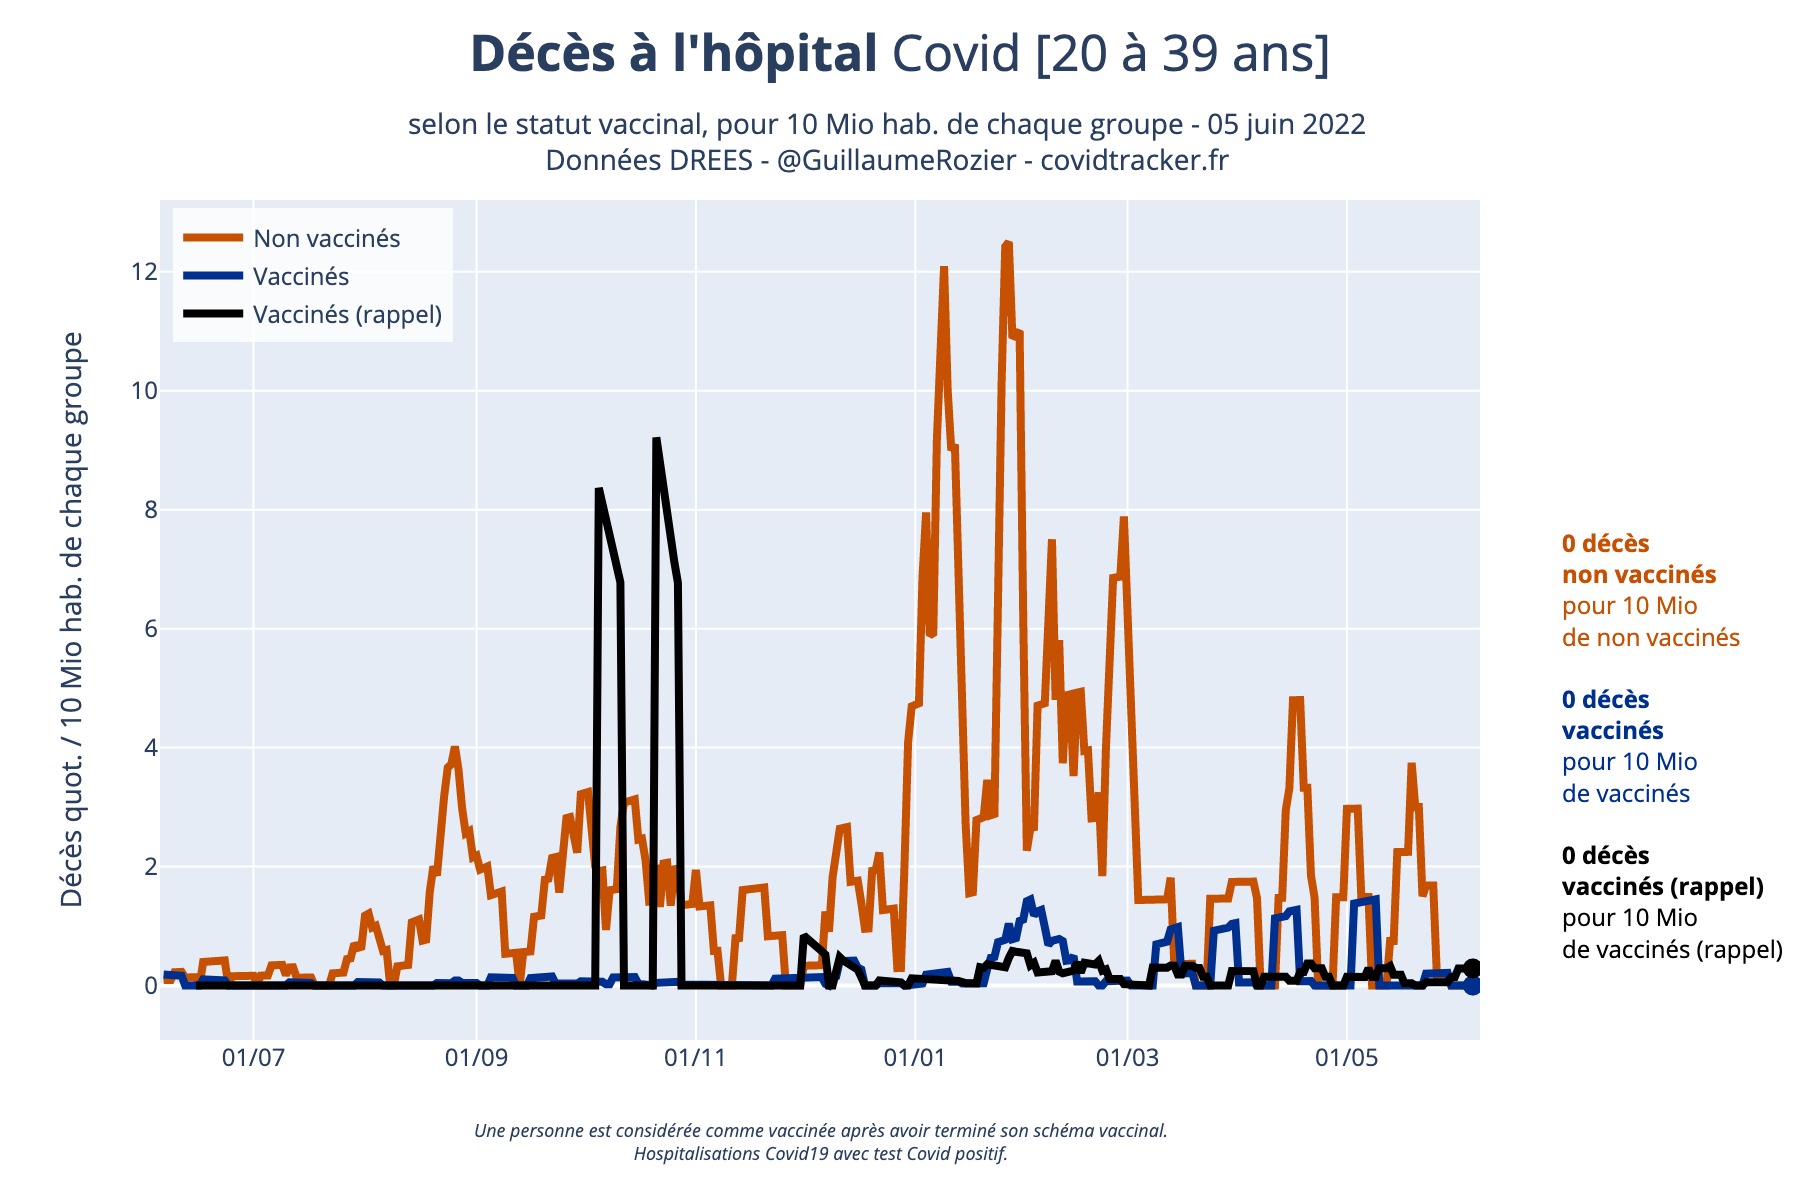 Décès à l'hôpital Covid [20 à 39 ans]
selon le statut vaccinal, pour 10 Mio hab. de chaque groupe - 05 juin 2022
Données DREES - @GuillaumeRozier - covidtracker.fr
Non vaccinés
Vaccinés
Vaccinés (rappel)
Décès quot. / 10 Mio hab. de chaque groupe
12
10
8
6
4
2
0
01/07
01/09
01/11
01/01
01/03
01/05
0 décès
non vaccinés
pour 10 Mio
de non vaccinés
0 décès
vaccinés
pour 10 Mio
de vaccinés
0 décès
vaccinés (rappel)
pour 10 Mio
de vaccinés (rappel)
Une personne est considérée comme vaccinée après avoir terminé son schéma vaccinal.
Hospitalisations Covid19 avec test Covid positif.